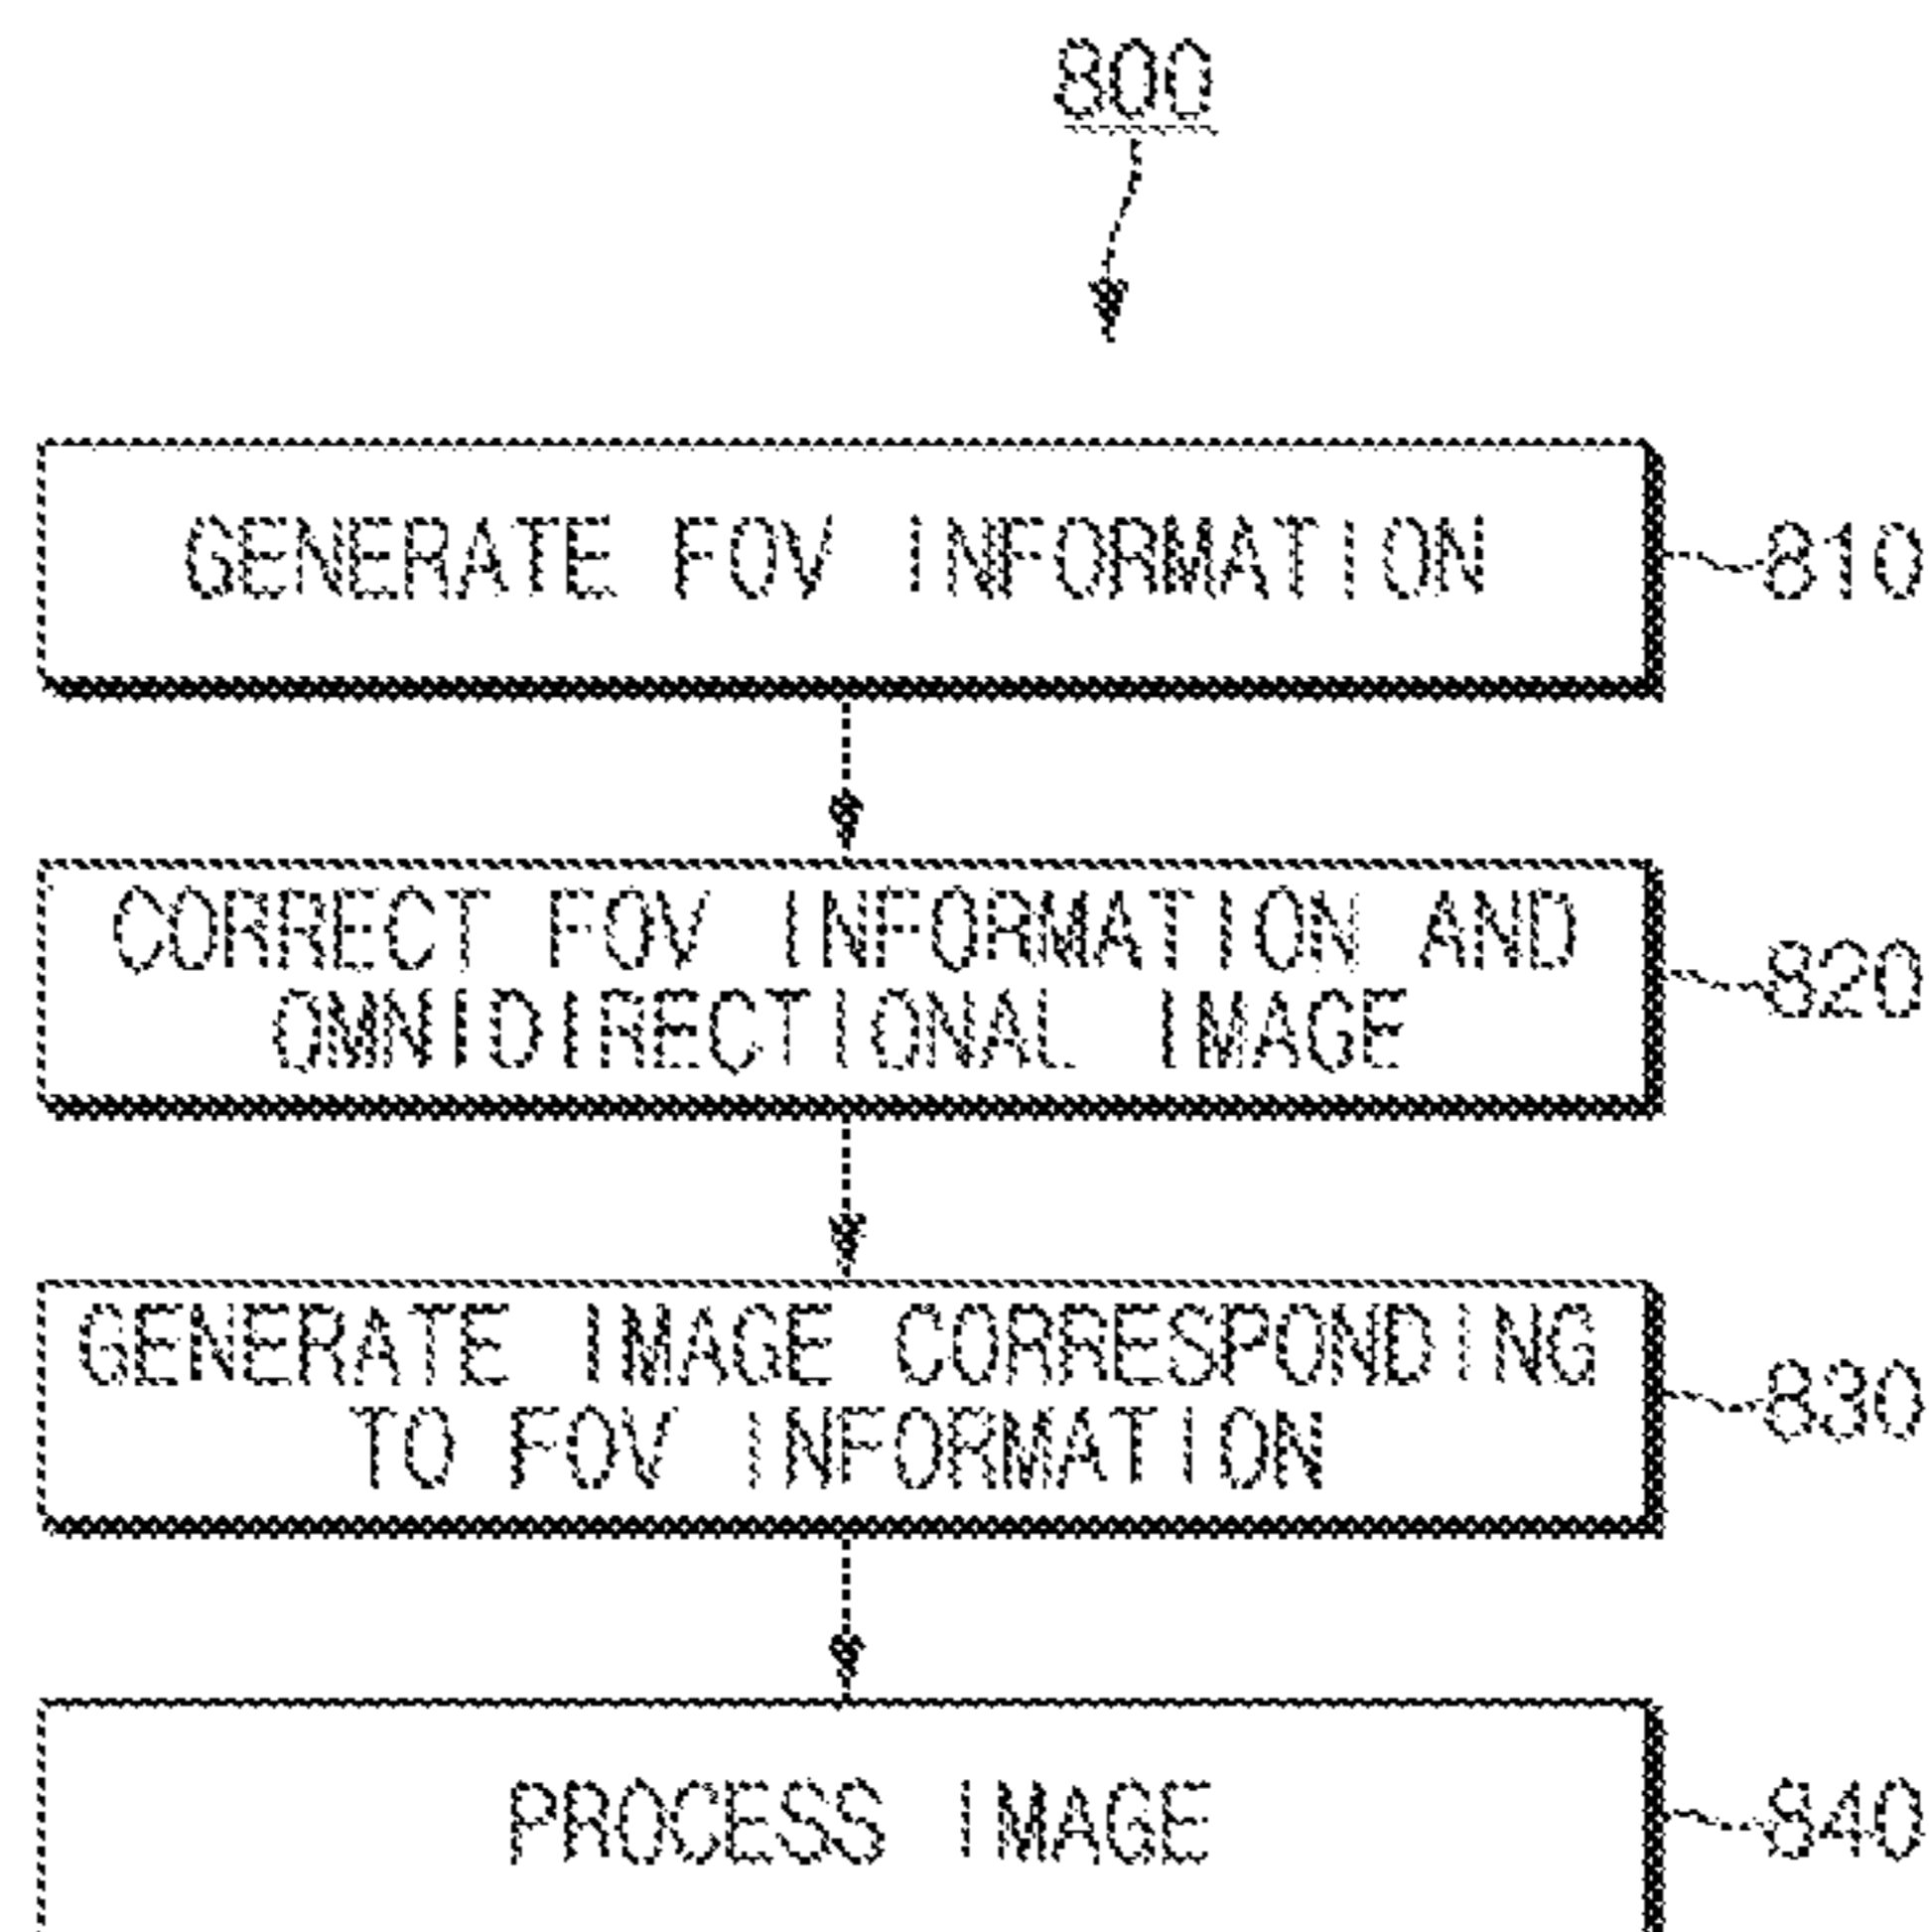 800
GENERATE FOV INFORMATION
810
CORRECT FOV INFORMATION AND
OMNIDIRECTIONAL IMAGE
820
GENERATE IMAGE CORRESPONDING
TO FOV INFORMATION
830
PROCESS IMAGE
840